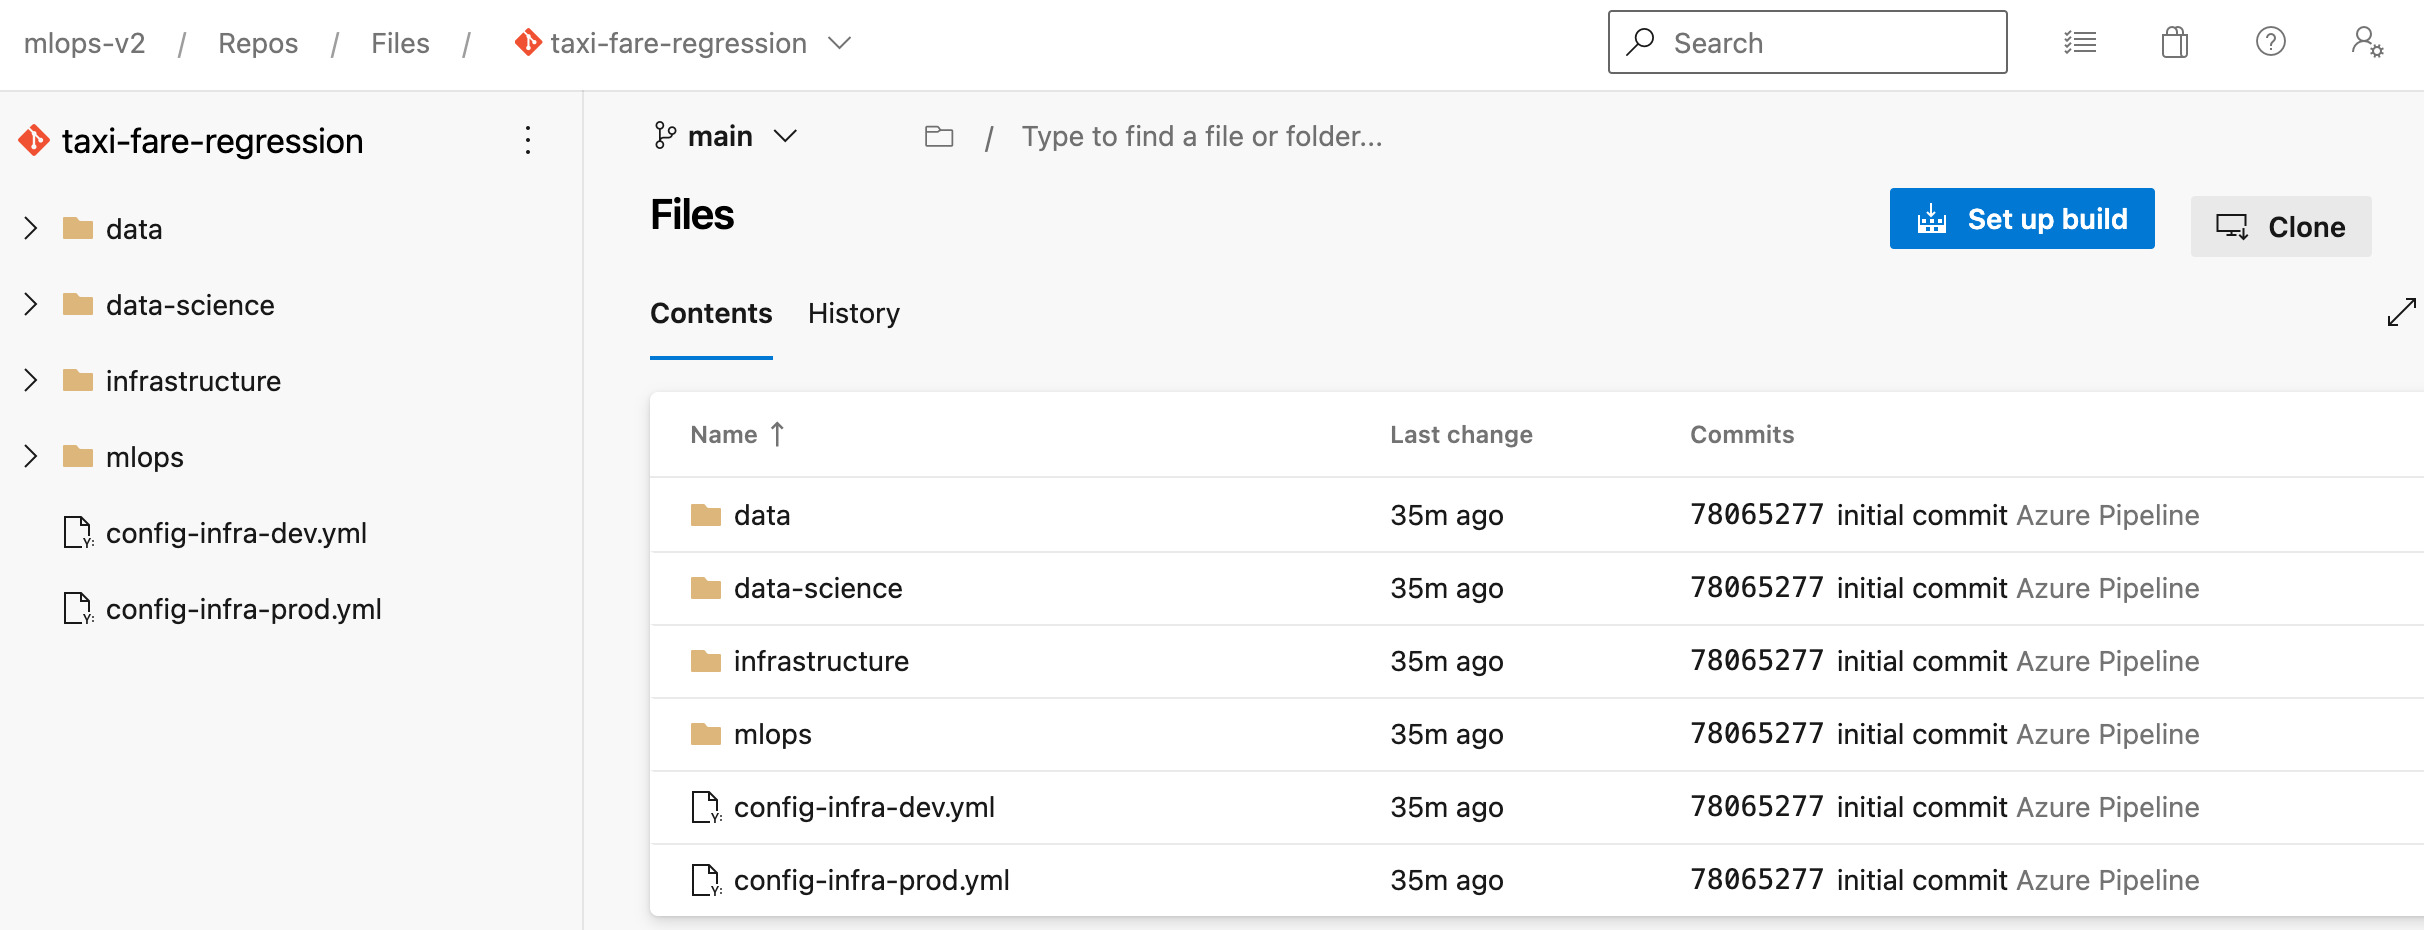 mlops-v2 / Repos / Files / taxi-fare-regression
Search
taxi-fare-regression
data
data-science
infrastructure
mlops
config-infra-dev.yml
config-infra-prod.yml
main
/ Type to find a file or folder...
Files
Set up build
Clone
Contents History
Name ↑ Last change Commits
data 35m ago 78065277 initial commit Azure Pipeline
data-science 35m ago 78065277 initial commit Azure Pipeline
infrastructure 35m ago 78065277 initial commit Azure Pipeline
mlops 35m ago 78065277 initial commit Azure Pipeline
config-infra-dev.yml 35m ago 78065277 initial commit Azure Pipeline
config-infra-prod.yml 35m ago 78065277 initial commit Azure Pipeline